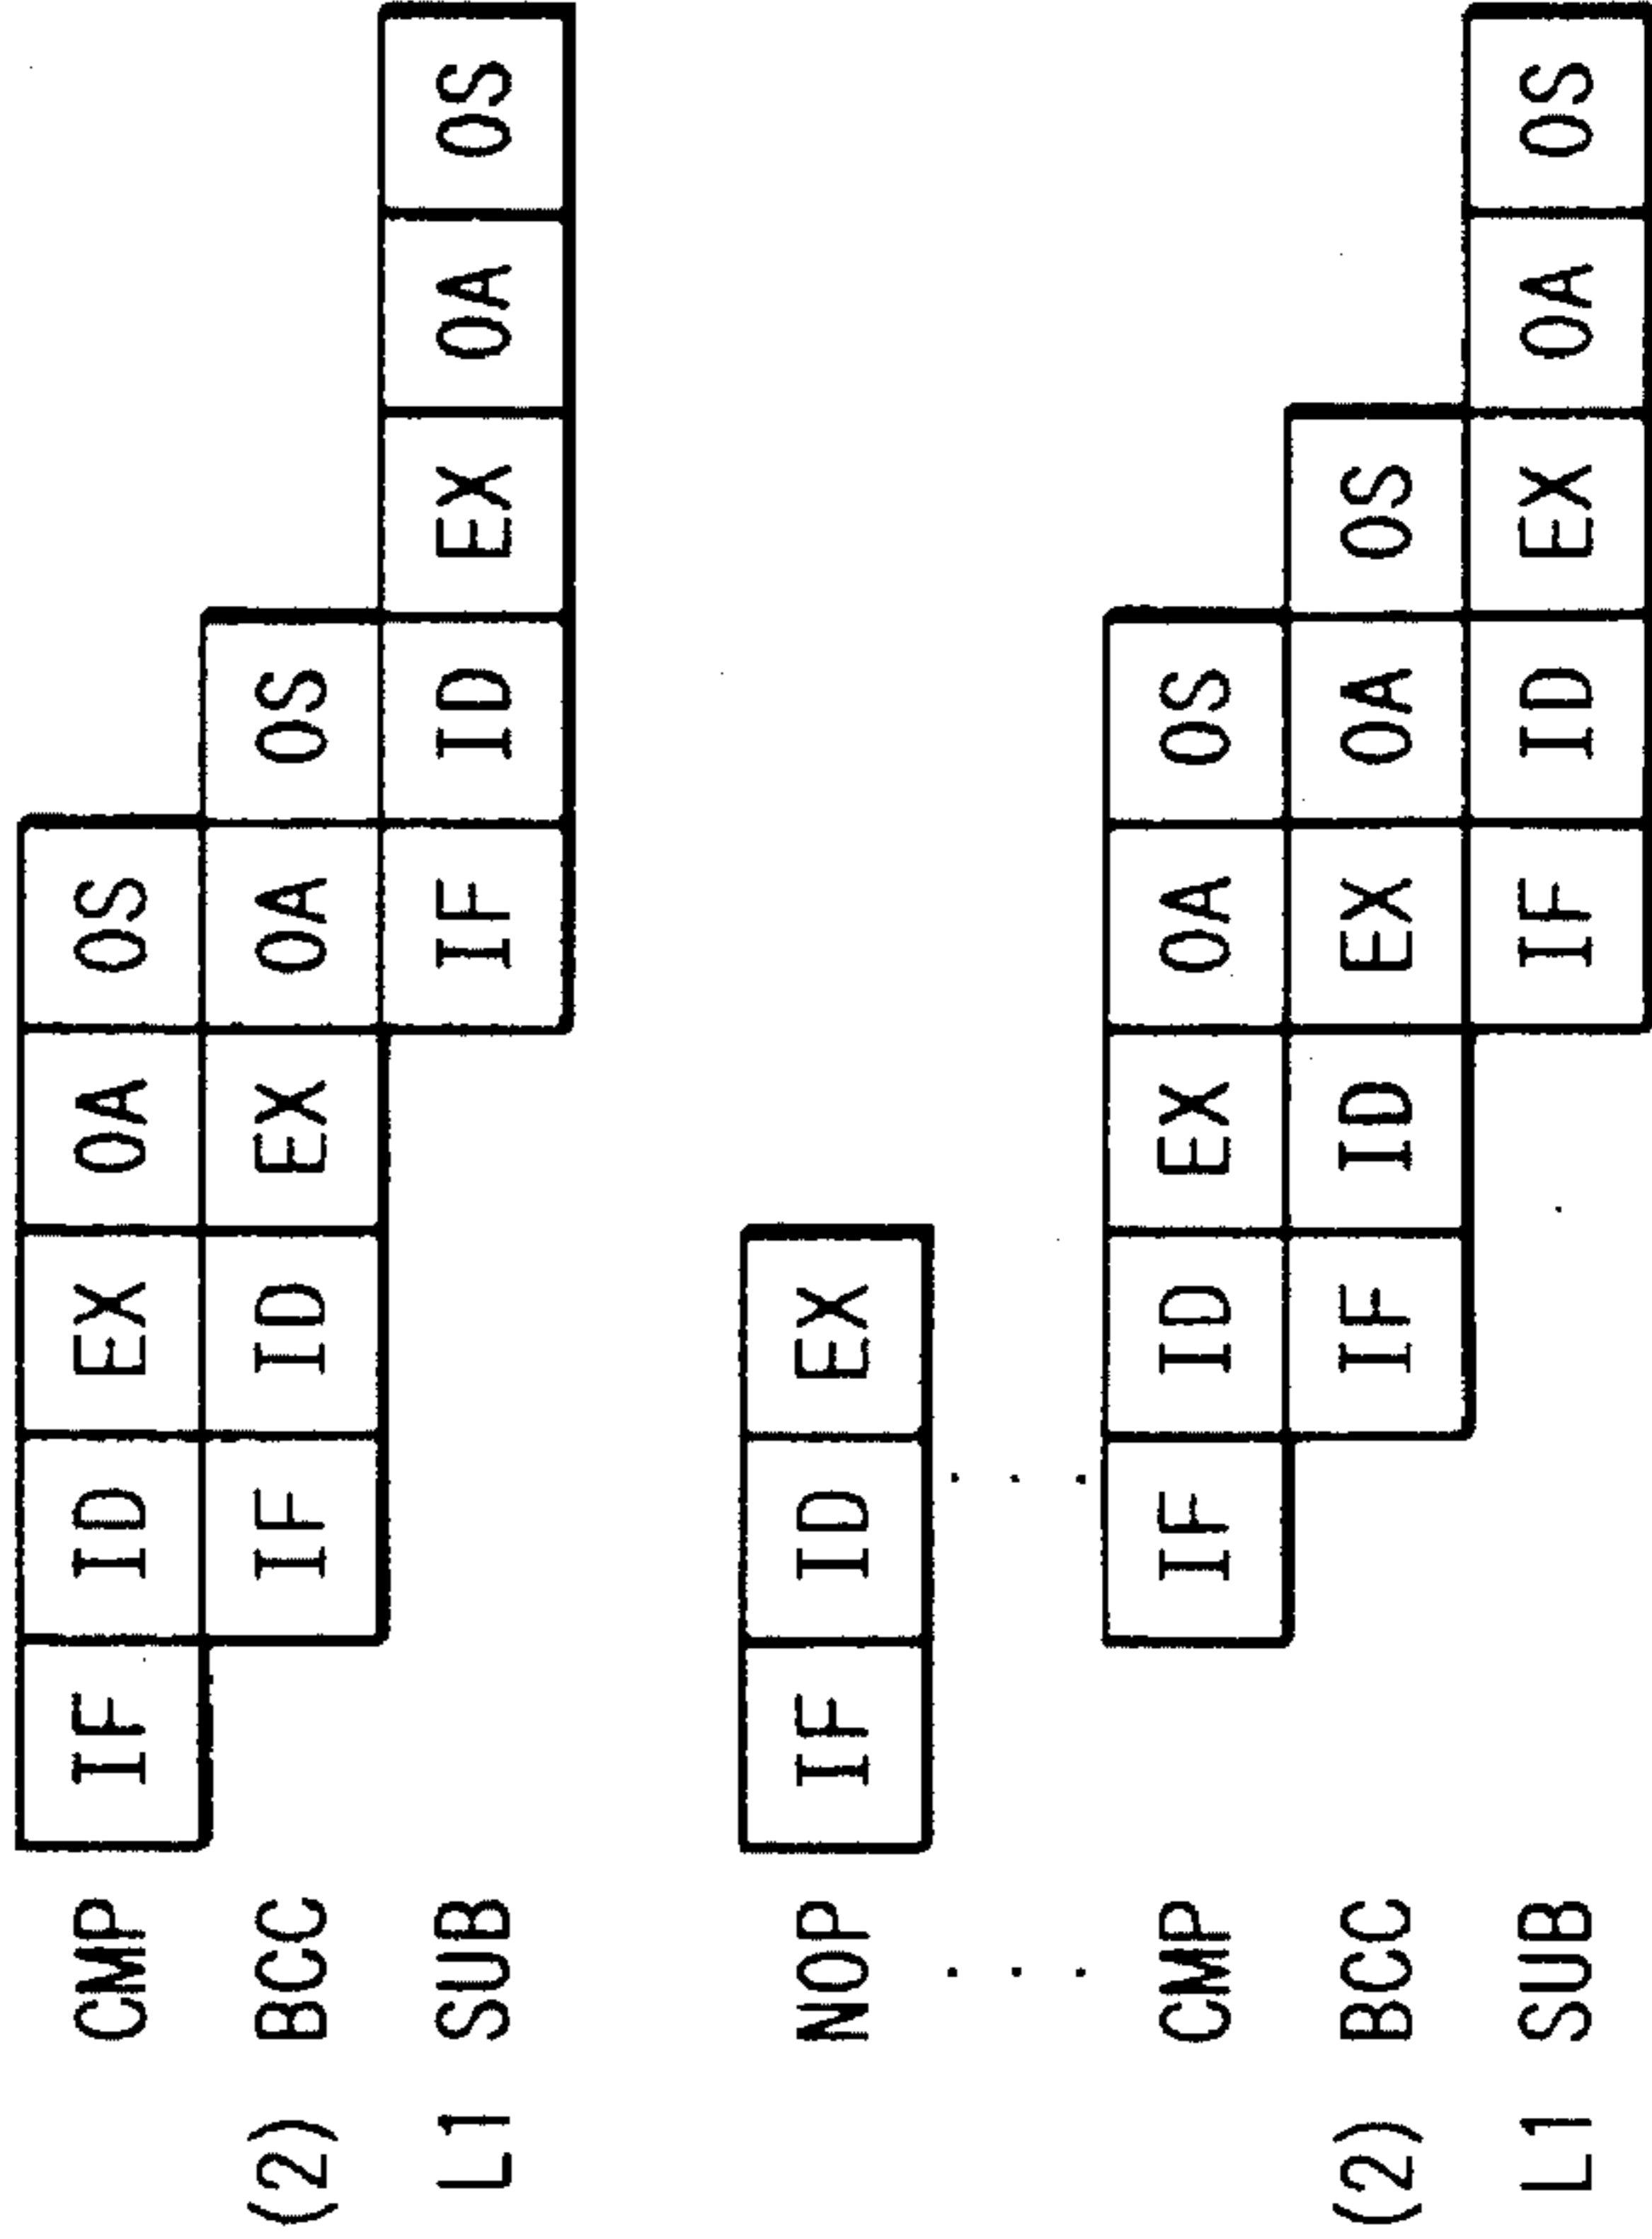 CMP IF ID EX OA OS
(2) BCC IF ID EX OA OS
L1 SUB IF ID EX OA OS
NOP IF ID EX
. . . . . .
CMP IF ID EX OA OS
(2) BCC IF ID EX OA OS
L1 SUB IF ID EX OA OS